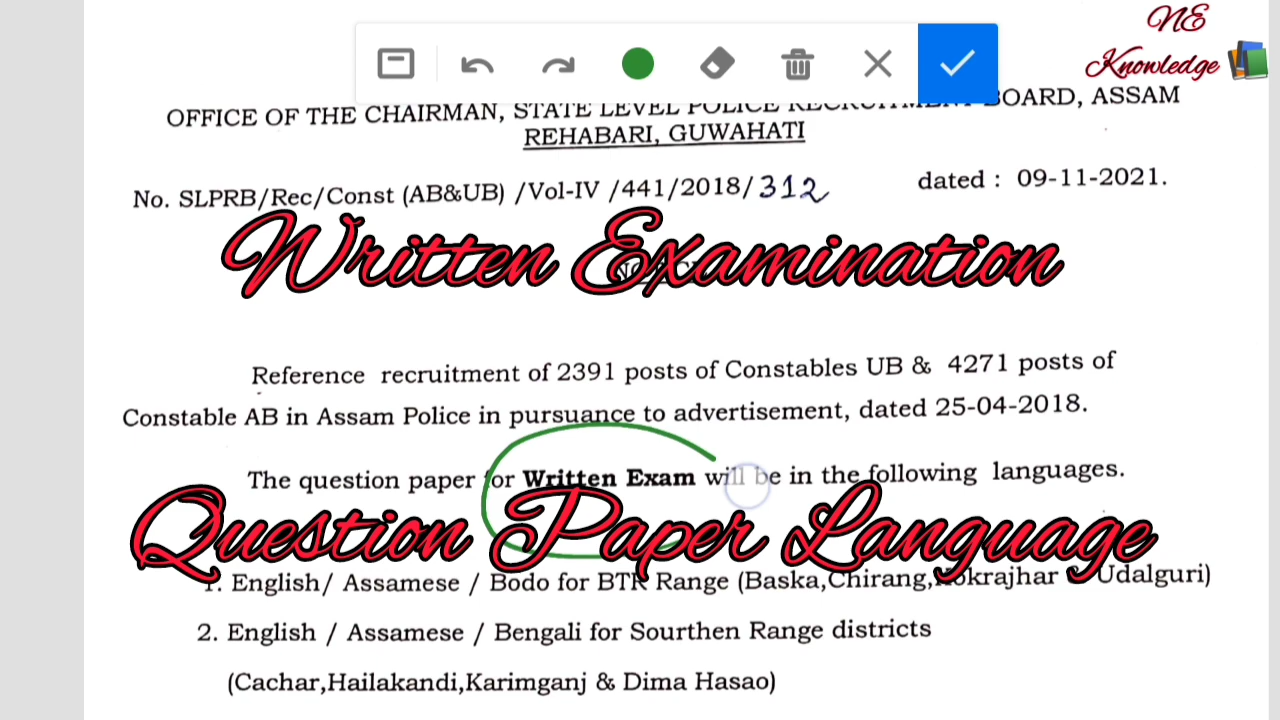 NE
Knowledge
OFFICE OF THE CHAIRMAN, STATE LEVEL POLICE RECRUITMENT BOARD, ASSAM
REHABARI, GUWAHATI
No. SLPRB/Rec/Const (AB&UB) /Vol-IV /441/2018/312 dated : 09-11-2021.
Written Examination
Reference recruitment of 2391 posts of Constables UB & 4271 posts of
Constable AB in Assam Police in pursuance to advertisement, dated 25-04-2018.
The question paper for Written Exam will be in the following languages.
Question Paper Language
1. English/ Assamese / Bodo for BTR Range (Baska,Chirang,Kokrajhar & Udalguri)
2. English / Assamese / Bengali for Sourthen Range districts
(Cachar,Hailakandi,Karimganj & Dima Hasao)